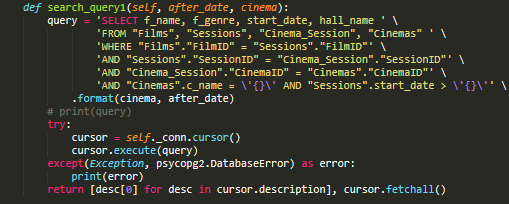 def search_query1(self, after_date, cinema):
query = 'SELECT f_name, f_genre, start_date, hall_name ' \
'FROM "Films", "Sessions", "Cinema_Session", "Cinemas" ' \
'WHERE "Films"."FilmID" = "Sessions"."FilmID"' \
'AND "Sessions"."SessionID" = "Cinema_Session"."SessionID"' \
'AND "Cinema_Session"."CinemaID" = "Cinemas"."CinemaID"' \
'AND "Cinemas".c_name = \'{}\' AND "Sessions".start_date > \'{}\'' \
.format(cinema, after_date)
# print(query)
try:
cursor = self._conn.cursor()
cursor.execute(query)
except(Exception, psycopg2.DatabaseError) as error:
print(error)
return [desc[0] for desc in cursor.description], cursor.fetchall()